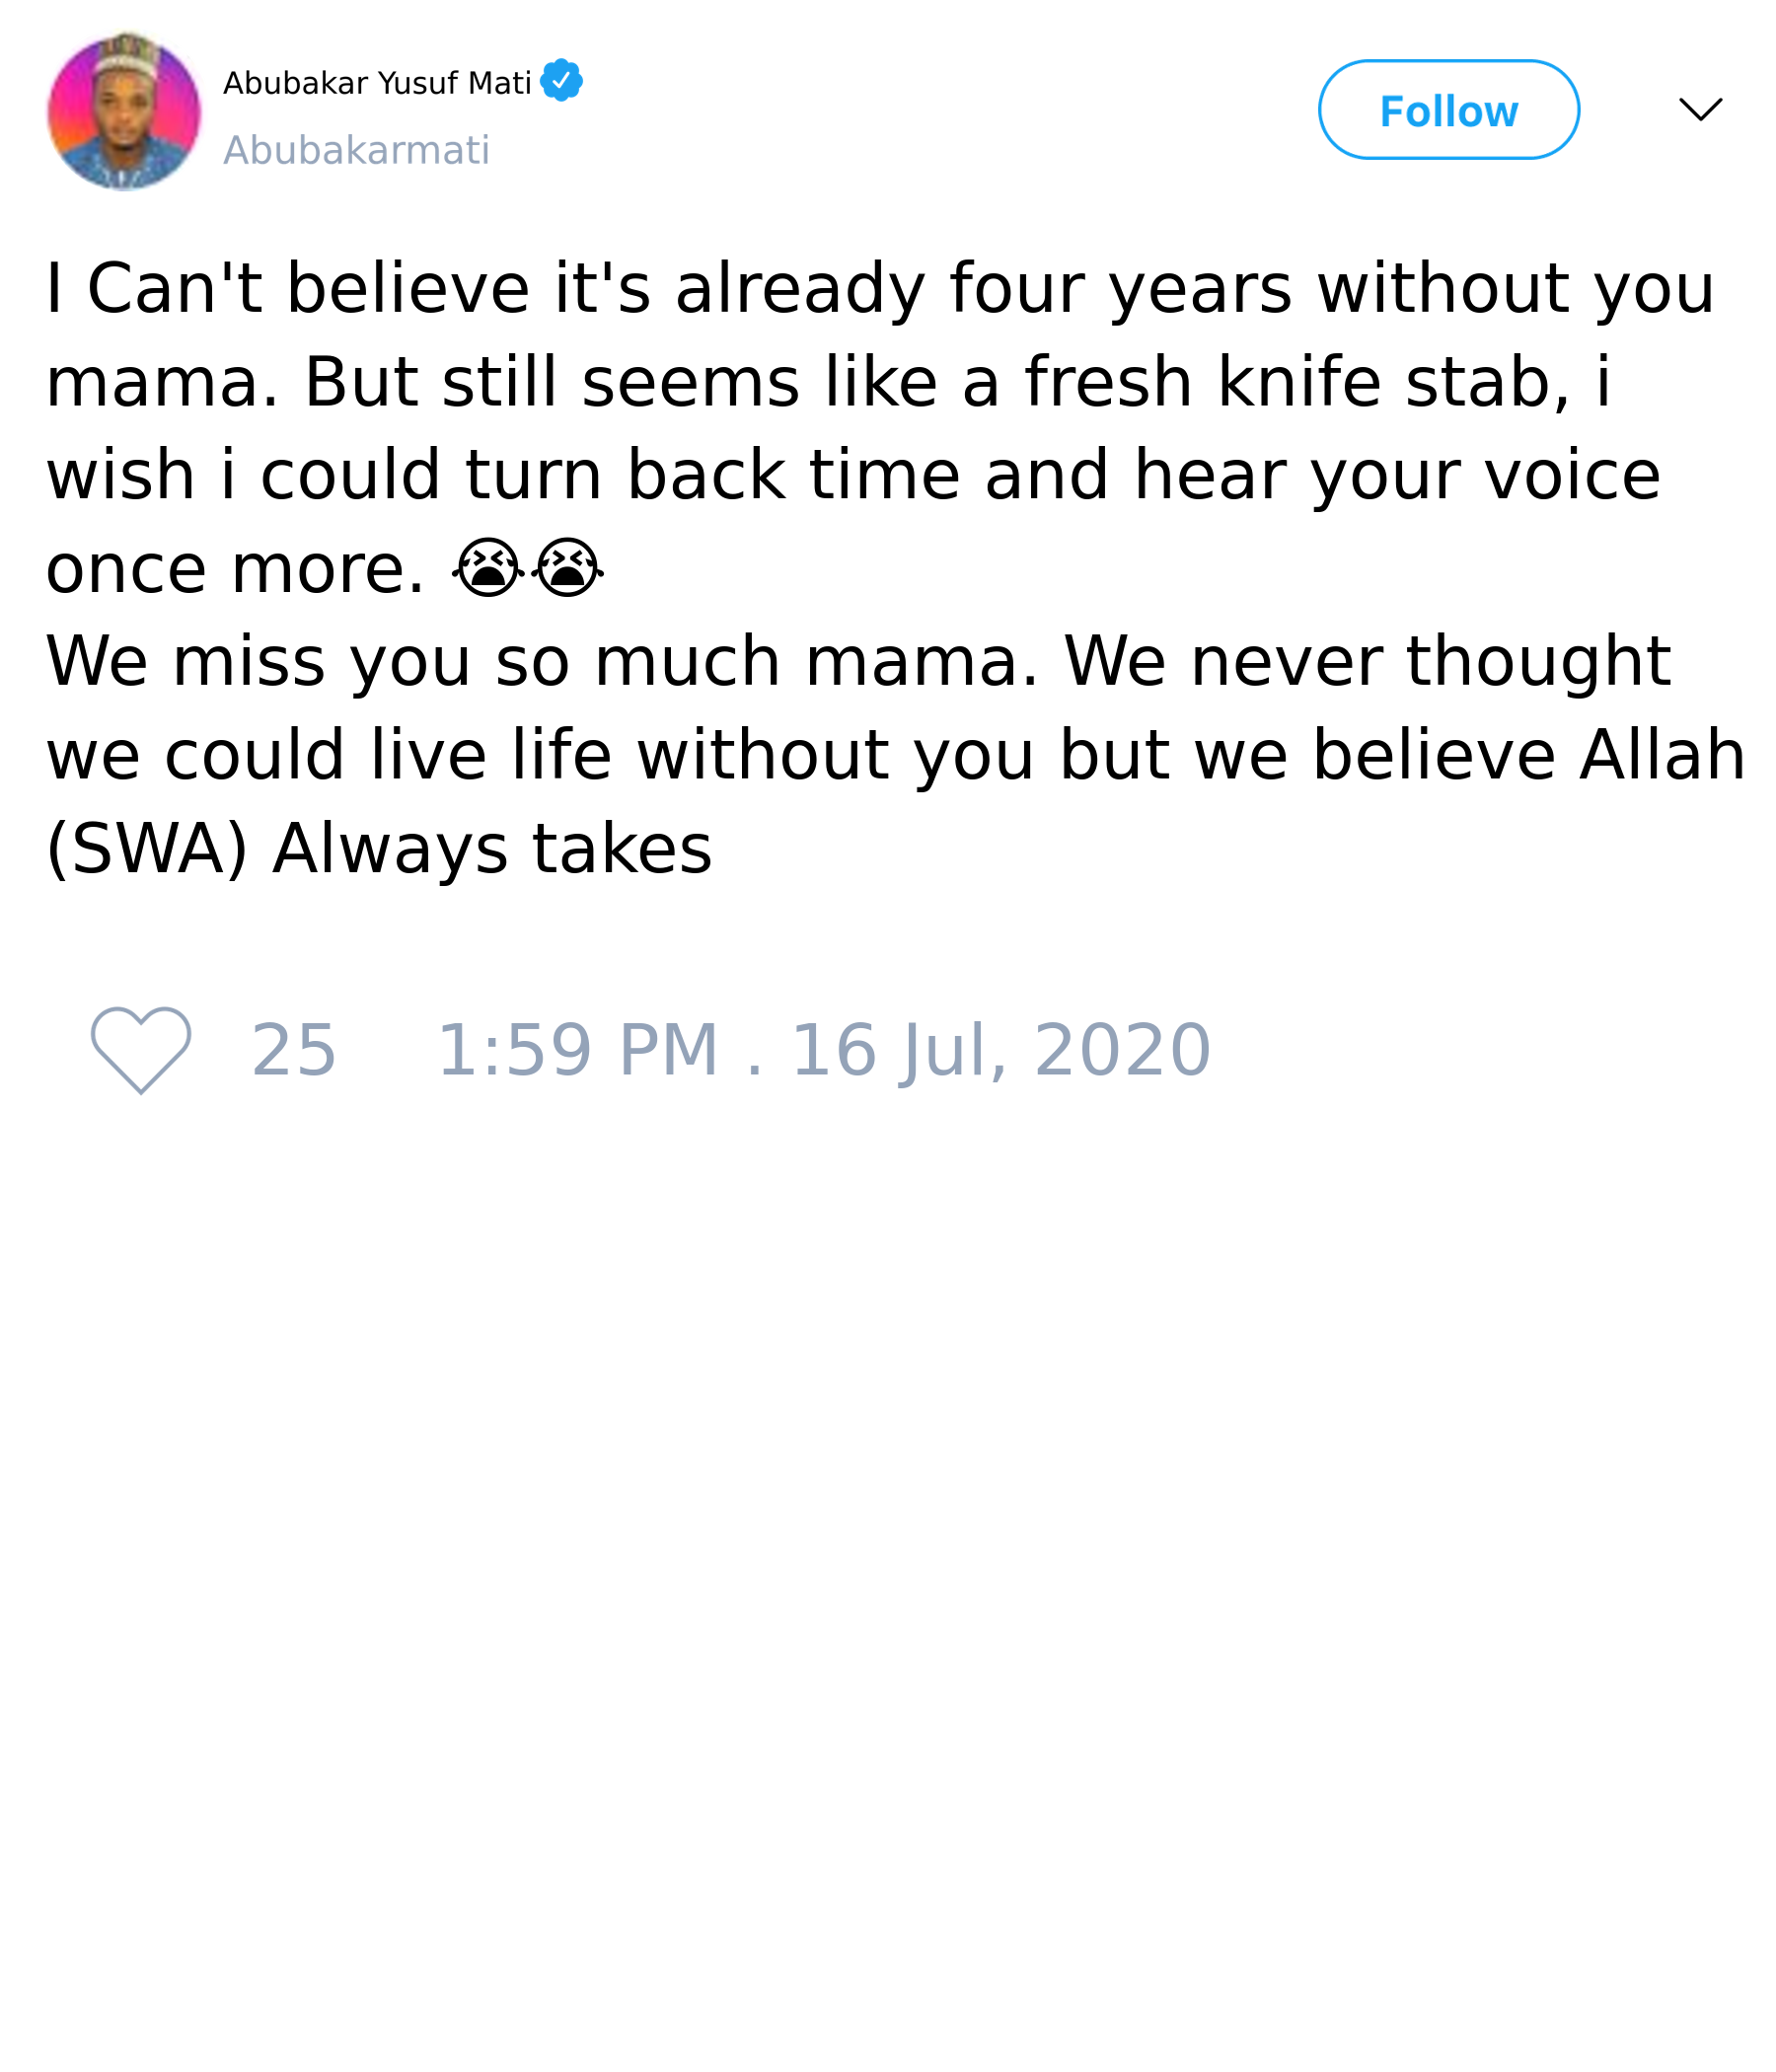 Abubakar Yusuf Mati
Abubakarmati
Follow
I Can't believe it's already four years without you
mama. But still seems like a fresh knife stab, i
wish i could turn back time and hear your voice
once more. 😭😭
We miss you so much mama. We never thought
we could live life without you but we believe Allah
(SWA) Always takes
25 1:59 PM . 16 Jul, 2020